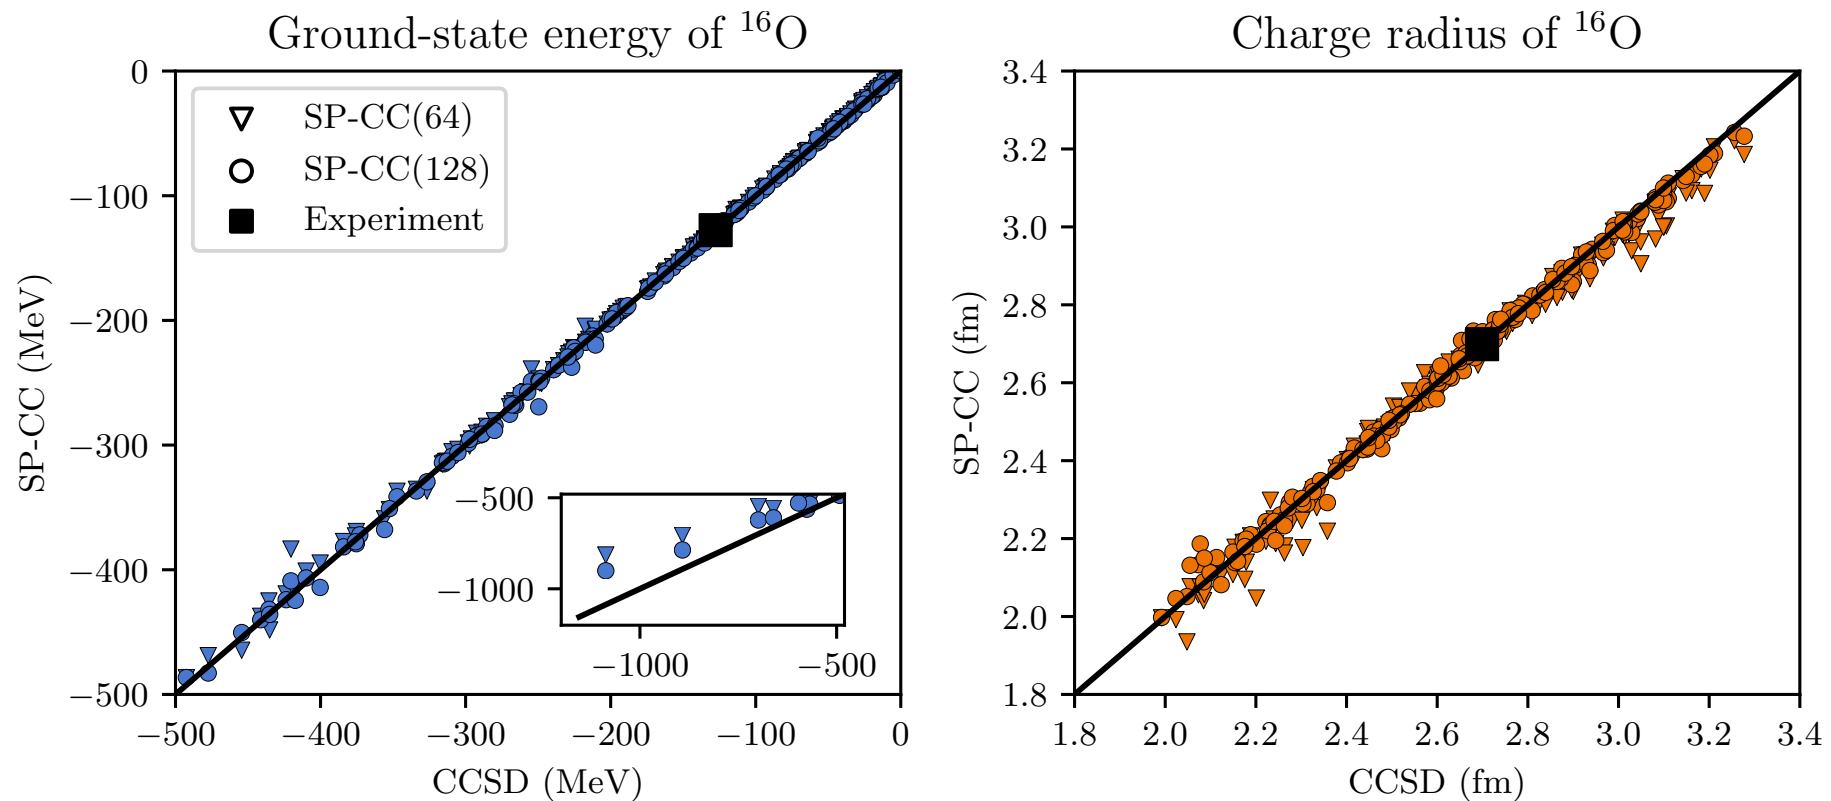 Ground-state energy of ¹⁶O
SP-CC (MeV)
0
−100
−200
−300
−400
−500
SP-CC(64)
SP-CC(128)
Experiment
−500
−1000
−1000 −500
−500 −400 −300 −200 −100 0
CCSD (MeV)
Charge radius of ¹⁶O
SP-CC (fm)
3.4
3.2
3.0
2.8
2.6
2.4
2.2
2.0
1.8
1.8 2.0 2.2 2.4 2.6 2.8 3.0 3.2 3.4
CCSD (fm)